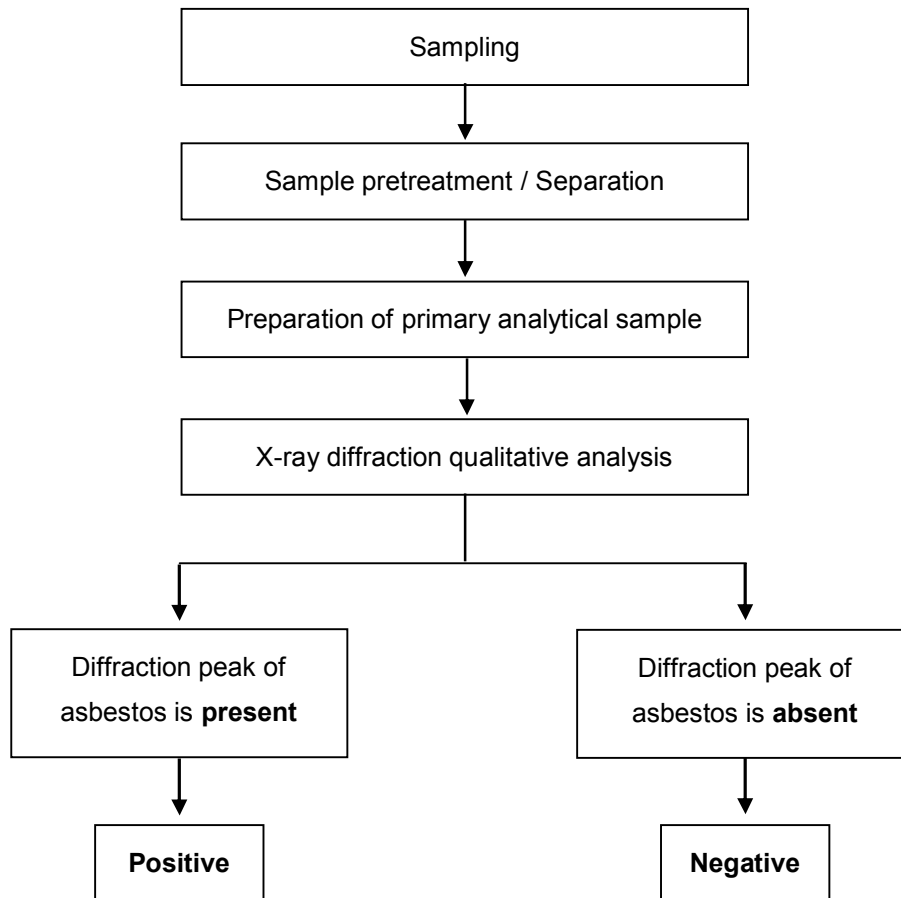 Sampling
Sample pretreatment / Separation
Preparation of primary analytical sample
X-ray diffraction qualitative analysis
Diffraction peak of
asbestos is present
Diffraction peak of
asbestos is absent
Positive
Negative